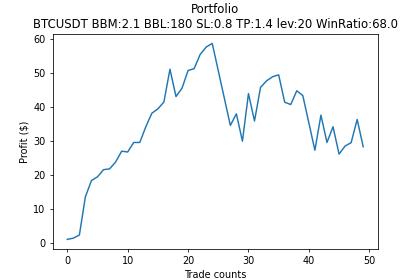 Portfolio
BTCUSDT BBM:2.1 BBL:180 SL:0.8 TP:1.4 lev:20 WinRatio:68.0
60
50
40
30
20
10
0
Profit ($)
0 10 20 30 40 50
Trade counts